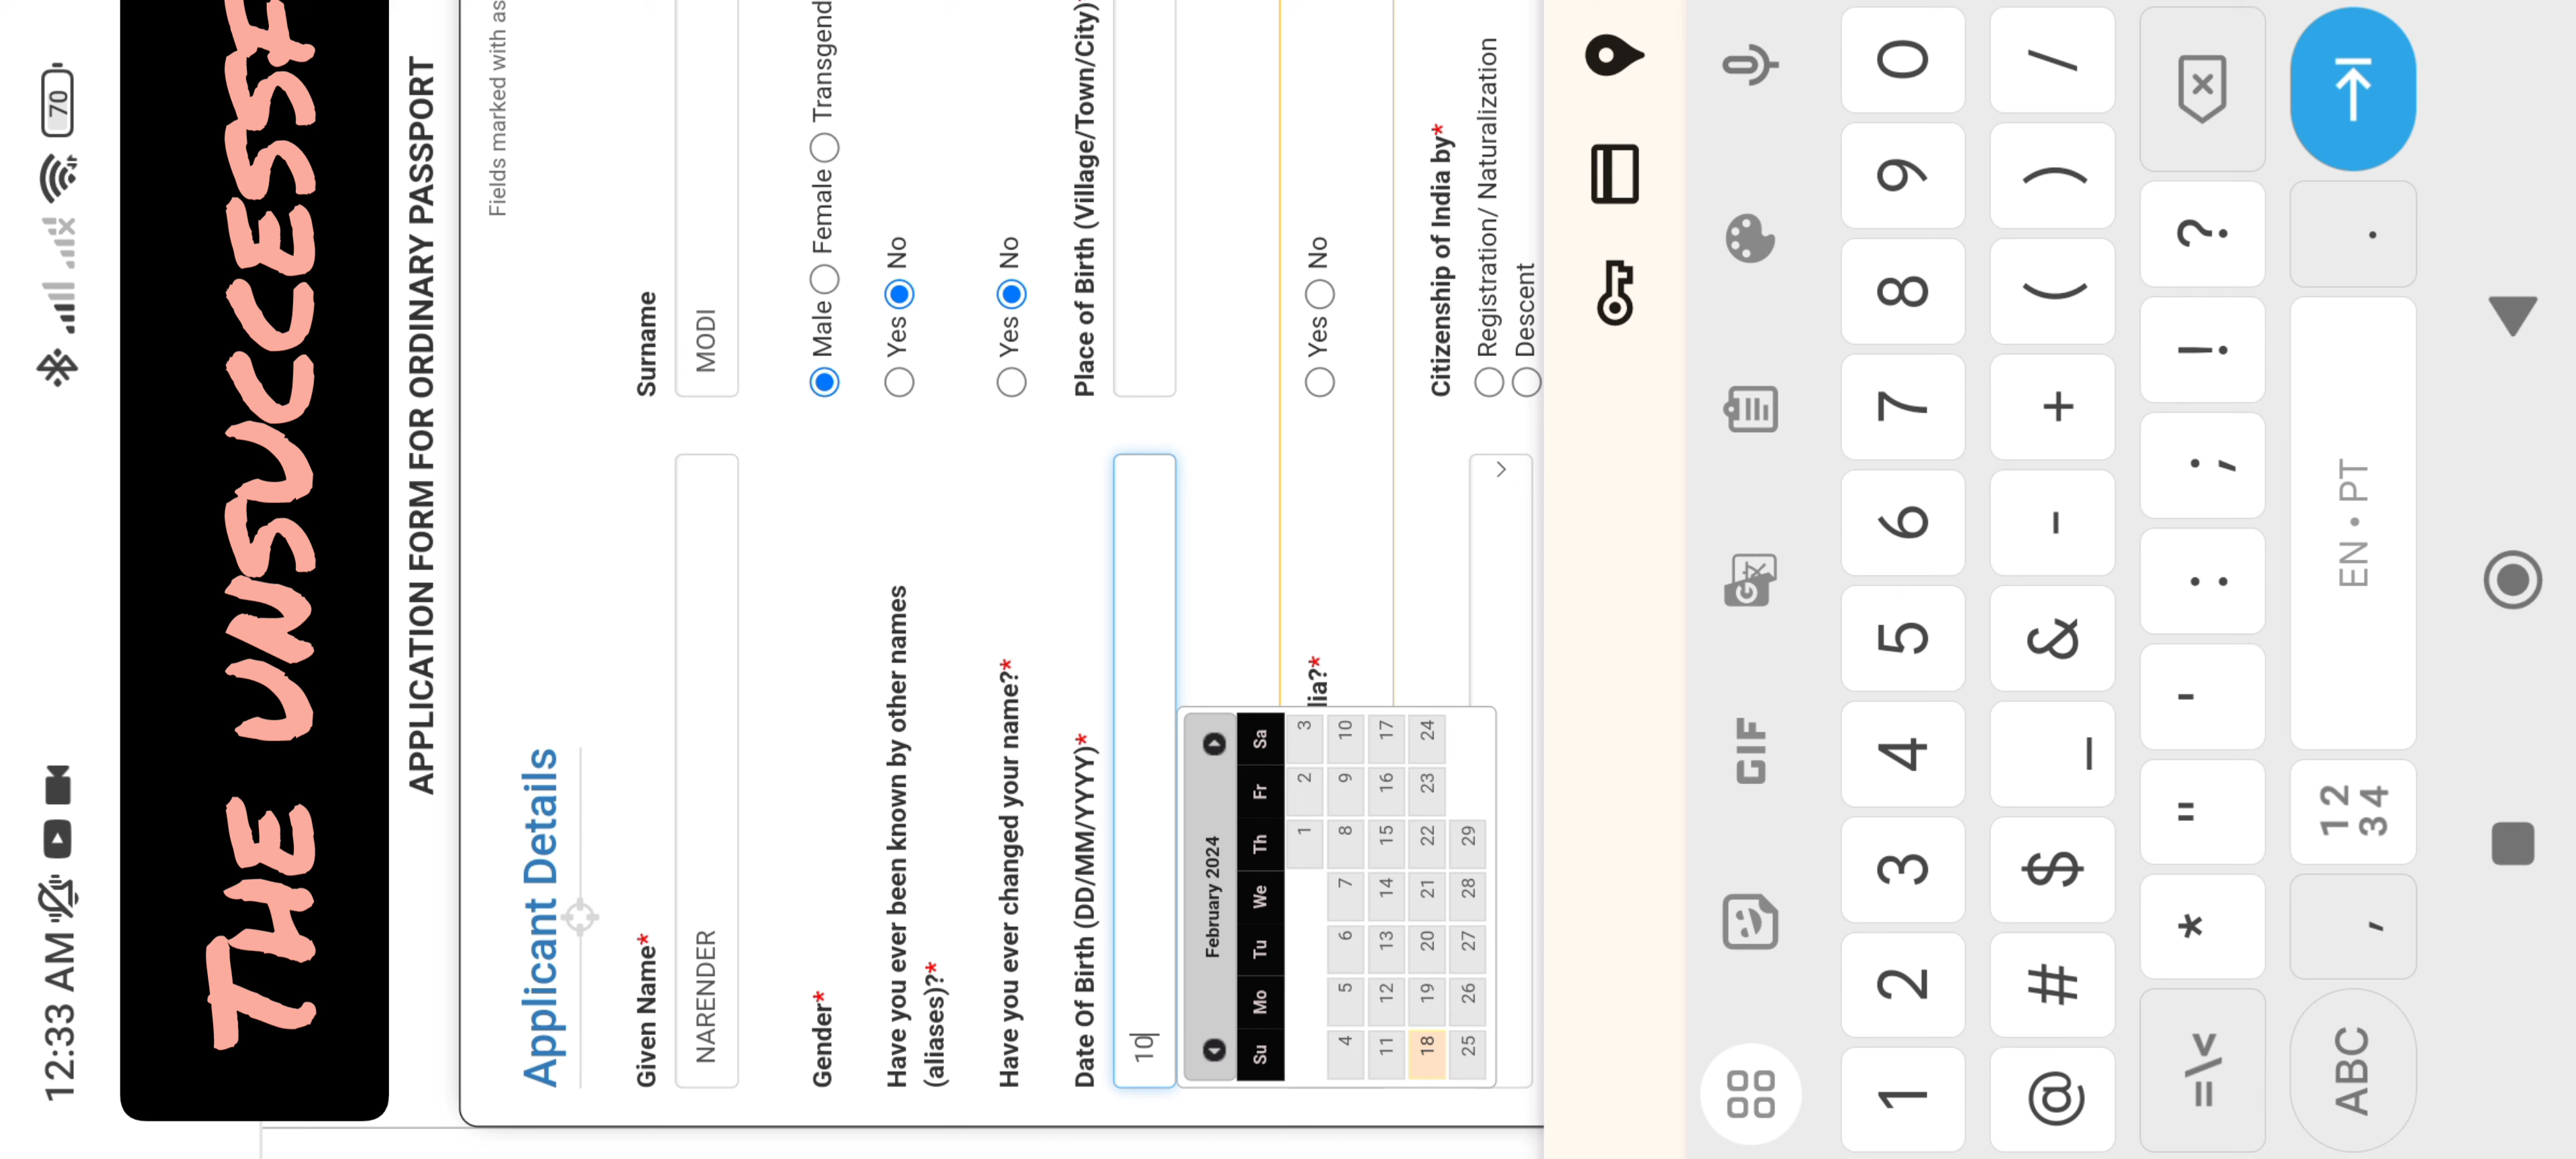 12:33 AM
70
THE UNSUCCESSF
APPLICATION FORM FOR ORDINARY PASSPORT
Fields marked with as
Applicant Details
Given Name*
Surname
NARENDER
MODI
Gender*
Male Female Transgend
Have you ever been known by other names (aliases)?*
Yes No
Have you ever changed your name?*
Yes No
Date Of Birth (DD/MM/YYYY)*
Place of Birth (Village/Town/City)
10
February 2024
Su Mo Tu We Th Fr Sa
1 2 3
4 5 6 7 8 9 10
11 12 13 14 15 16 17
18 19 20 21 22 23 24
25 26 27 28 29
lia?*
Yes No
Citizenship of India by*
Registration/ Naturalization
Descent
GIF
1 2 3 4 5 6 7 8 9 0
@ # $ _ & - + ( ) /
=\< * " ' : ; ! ?
ABC , 12 34 EN • PT .